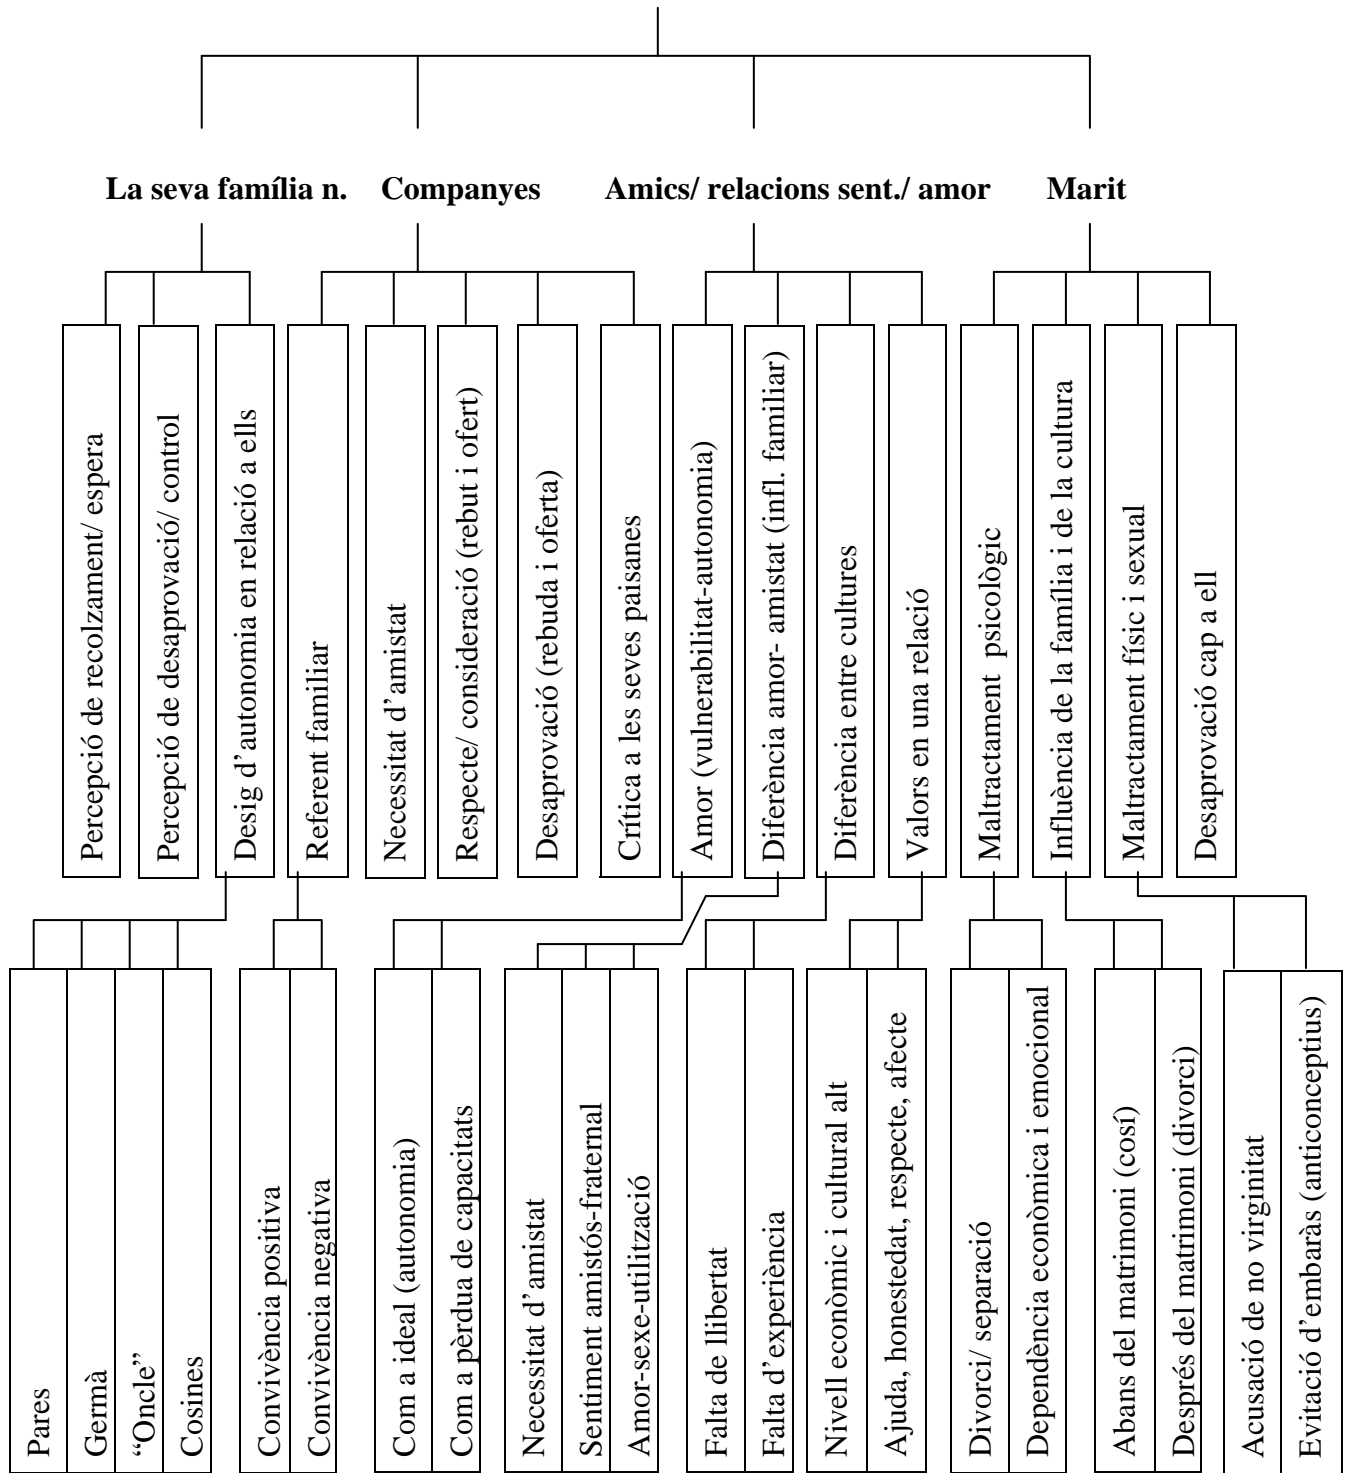 La seva família n.
Companyes
Amics/ relacions sent./ amor
Marit
Percepció de recolzament/ espera
Percepció de desaprovació/ control
Desig d’autonomia en relació a ells
Referent familiar
Necessitat d’amistat
Respecte/ consideració (rebut i ofert)
Desaprovació (rebuda i oferta)
Crítica a les seves paisanes
Amor (vulnerabilitat-autonomia)
Diferència amor- amistat (infl. familiar)
Diferència entre cultures
Valors en una relació
Maltractament psicològic
Influència de la família i de la cultura
Maltractament físic i sexual
Desaprovació cap a ell
Pares
Germà
“Oncle”
Cosines
Convivència positiva
Convivència negativa
Com a ideal (autonomia)
Com a pèrdua de capacitats
Necessitat d’amistat
Sentiment amistós-fraternal
Amor-sexe-utilització
Falta de llibertat
Falta d’experiència
Nivell econòmic i cultural alt
Ajuda, honestedat, respecte, afecte
Divorci/ separació
Dependència econòmica i emocional
Abans del matrimoni (cosí)
Després del matrimoni (divorci)
Acusació de no virginitat
Evitació d’embaràs (anticonceptius)